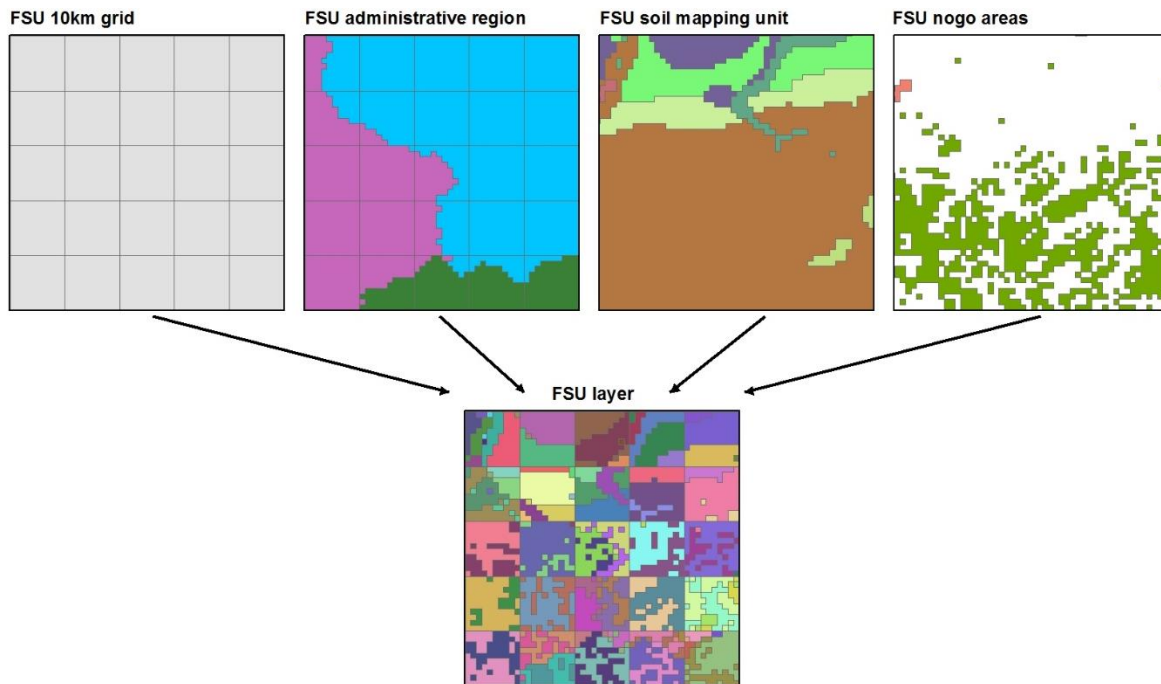 FSU 10km grid
FSU administrative region
FSU soil mapping unit
FSU nogo areas
FSU layer